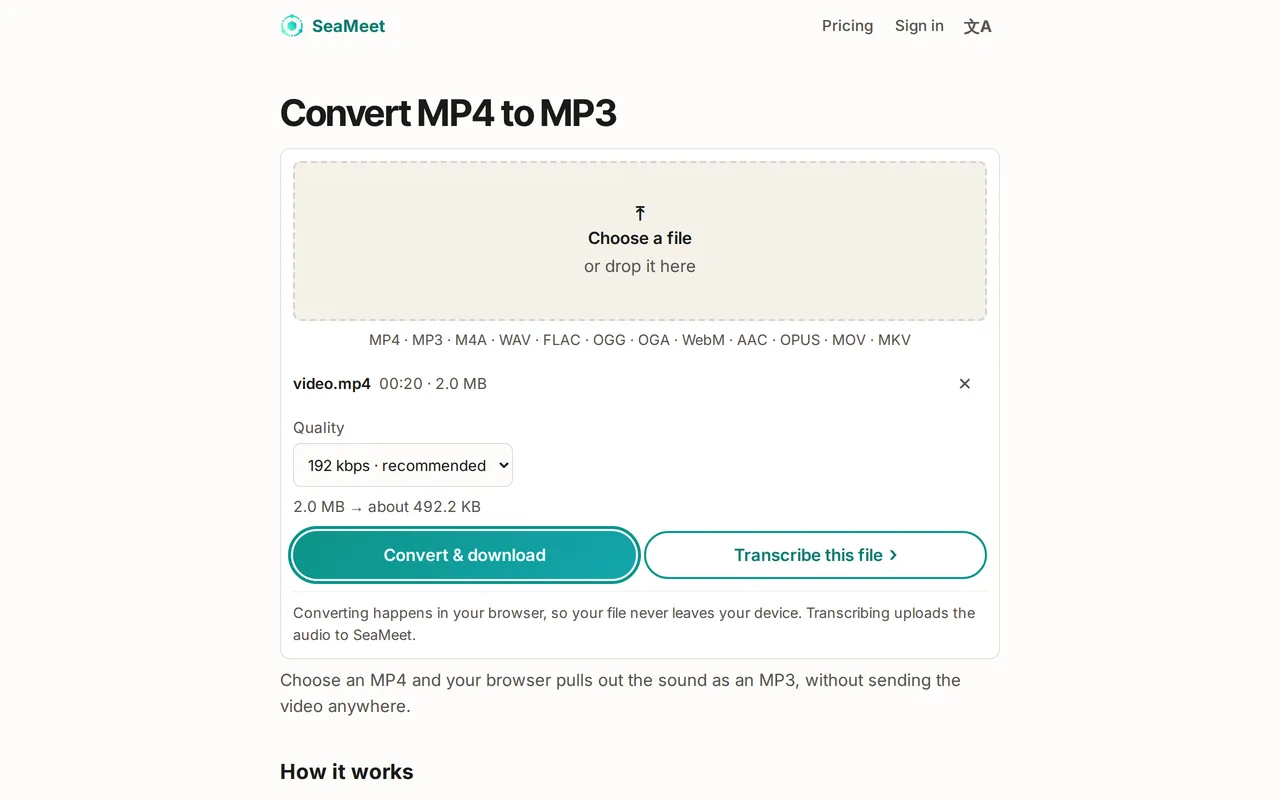 SeaMeet
Pricing
Sign in
文A
Convert MP4 to MP3
Choose a file
or drop it here
MP4 · MP3 · M4A · WAV · FLAC · OGG · OGA · WebM · AAC · OPUS · MOV · MKV
video.mp4 00:20 · 2.0 MB
Quality
192 kbps · recommended
2.0 MB → about 492.2 KB
Convert & download
Transcribe this file ›
Converting happens in your browser, so your file never leaves your device. Transcribing uploads the
audio to SeaMeet.
Choose an MP4 and your browser pulls out the sound as an MP3, without sending the
video anywhere.
How it works